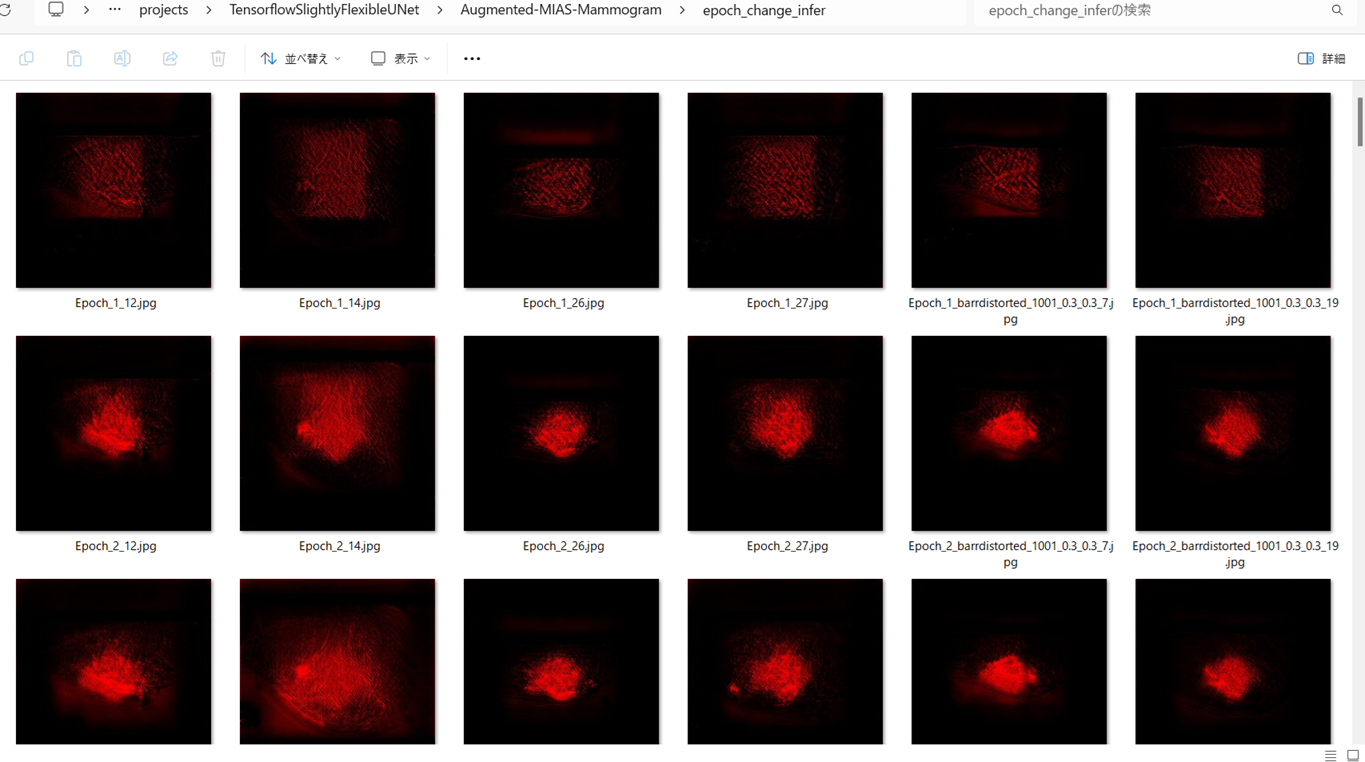 projects > TensorflowSlightlyFlexibleUNet > Augmented-MIAS-Mammogram > epoch_change_infer
epoch_change_inferの検索
並べ替え
表示
詳細
Epoch_1_12.jpg
Epoch_1_14.jpg
Epoch_1_26.jpg
Epoch_1_27.jpg
Epoch_1_barrdistorted_1001_0.3_0.3_7.j
pg
Epoch_1_barrdistorted_1001_0.3_0.3_19
.jpg
Epoch_2_12.jpg
Epoch_2_14.jpg
Epoch_2_26.jpg
Epoch_2_27.jpg
Epoch_2_barrdistorted_1001_0.3_0.3_7.j
pg
Epoch_2_barrdistorted_1001_0.3_0.3_19
.jpg